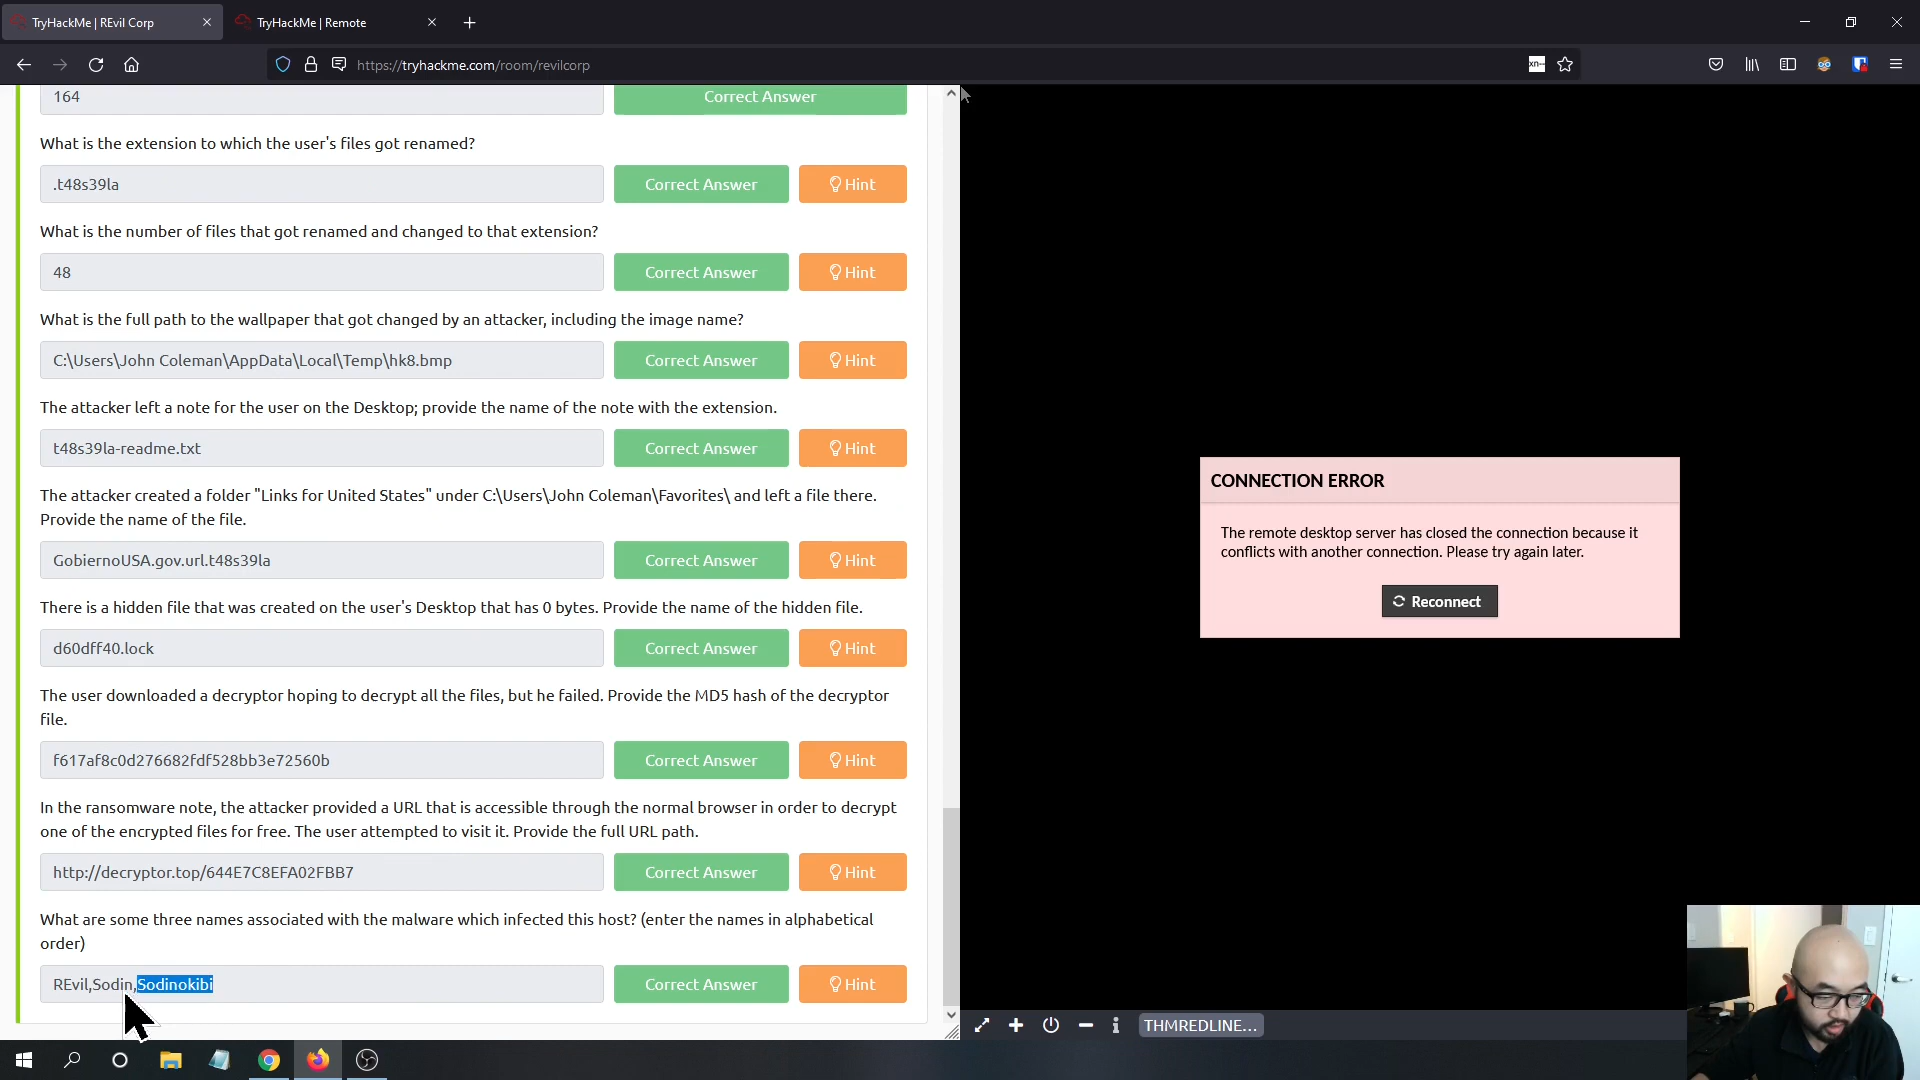 TryHackMe | REvil Corp
TryHackMe | Remote
https://tryhackme.com/room/revilcorp
164
Correct Answer
What is the extension to which the user's files got renamed?
.t48s39la
Correct Answer
Hint
What is the number of files that got renamed and changed to that extension?
48
Correct Answer
Hint
What is the full path to the wallpaper that got changed by an attacker, including the image name?
C:\Users\John Coleman\AppData\Local\Temp\hk8.bmp
Correct Answer
Hint
The attacker left a note for the user on the Desktop; provide the name of the note with the extension.
t48s39la-readme.txt
Correct Answer
Hint
The attacker created a folder "Links for United States" under C:\Users\John Coleman\Favorites\ and left a file there.
Provide the name of the file.
GobiernoUSA.gov.url.t48s39la
Correct Answer
Hint
There is a hidden file that was created on the user's Desktop that has 0 bytes. Provide the name of the hidden file.
d60dff40.lock
Correct Answer
Hint
The user downloaded a decryptor hoping to decrypt all the files, but he failed. Provide the MD5 hash of the decryptor
file.
f617af8c0d276682fdf528bb3e72560b
Correct Answer
Hint
In the ransomware note, the attacker provided a URL that is accessible through the normal browser in order to decrypt
one of the encrypted files for free. The user attempted to visit it. Provide the full URL path.
http://decryptor.top/644E7C8EFA02FBB7
Correct Answer
Hint
What are some three names associated with the malware which infected this host? (enter the names in alphabetical
order)
REvil,Sodin,Sodinokibi
Correct Answer
Hint
CONNECTION ERROR
The remote desktop server has closed the connection because it
conflicts with another connection. Please try again later.
Reconnect
THMREDLINE...